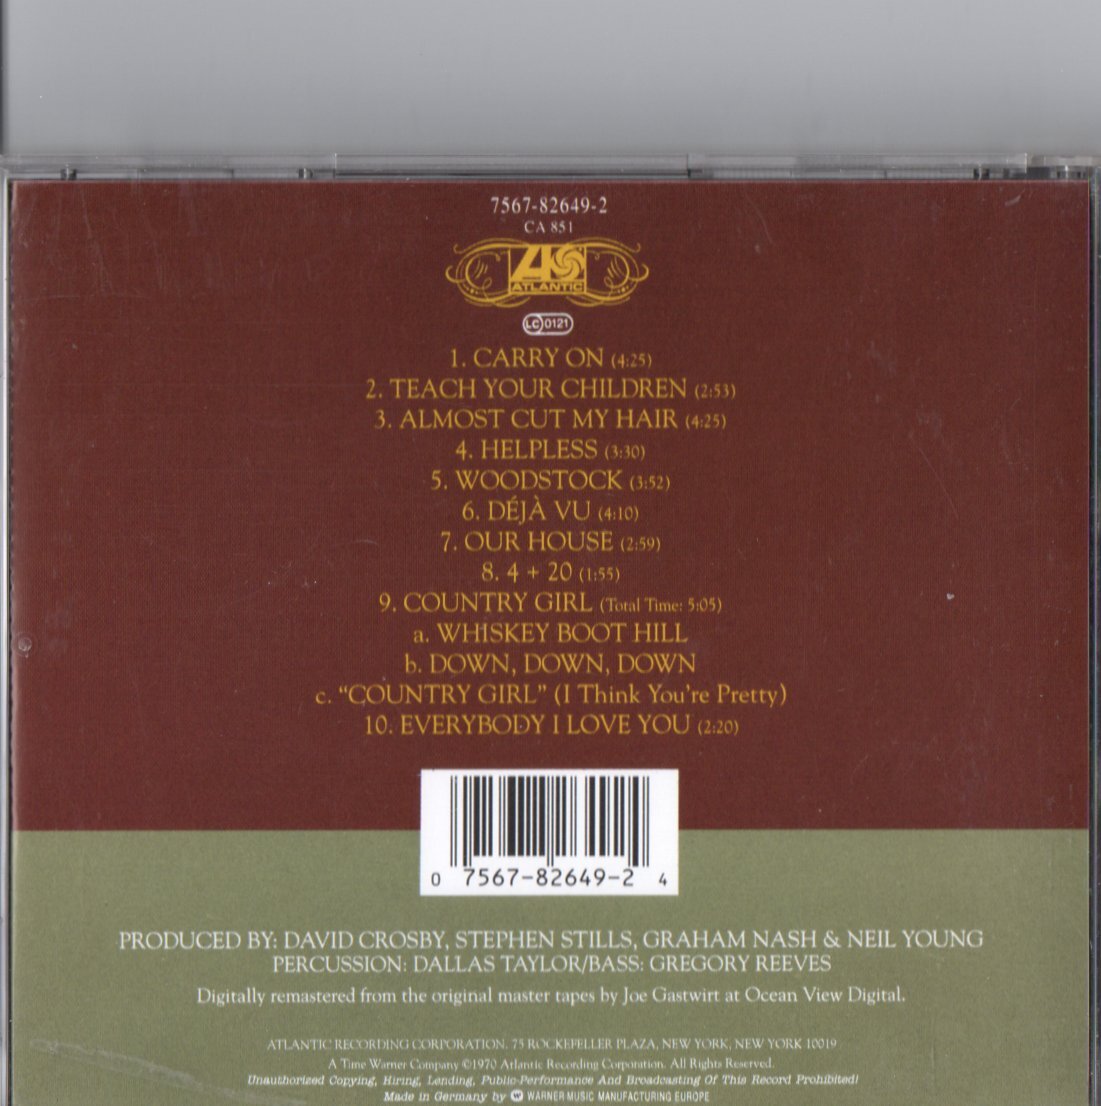 7567-82649-2
CA 851
ATLANTIC
LC 0121
1. CARRY ON (4:25)
2. TEACH YOUR CHILDREN (2:53)
3. ALMOST CUT MY HAIR (4:25)
4. HELPLESS (3:30)
5. WOODSTOCK (3:52)
6. DÉJÀ VU (4:10)
7. OUR HOUSE (2:59)
8. 4 + 20 (1:55)
9. COUNTRY GIRL (Total Time: 5:05)
a. WHISKEY BOOT HILL
b. DOWN, DOWN, DOWN
c. “COUNTRY GIRL” (I Think You're Pretty)
10. EVERYBODY I LOVE YOU (2:20)
0 7567-82649-2 4
PRODUCED BY: DAVID CROSBY, STEPHEN STILLS, GRAHAM NASH & NEIL YOUNG
PERCUSSION: DALLAS TAYLOR/BASS: GREGORY REEVES
Digitally remastered from the original master tapes by Joe Gastwirt at Ocean View Digital.
ATLANTIC RECORDING CORPORATION. 75 ROCKEFELLER PLAZA, NEW YORK, NEW YORK 10019
A Time Warner Company ©1970 Atlantic Recording Corporation. All Rights Reserved.
Unauthorized Copying, Hiring, Lending, Public-Performance And Broadcasting Of This Record Prohibited!
Made in Germany by WARNER MUSIC MANUFACTURING EUROPE